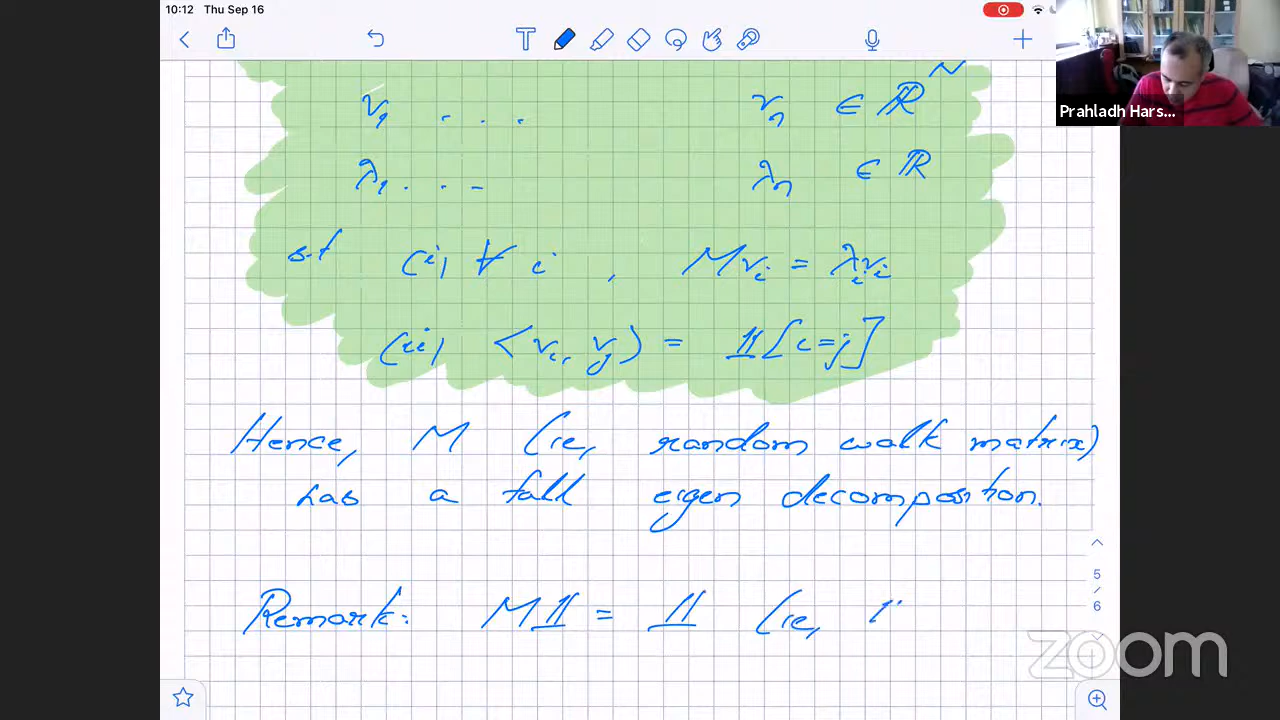 10:12 Thu Sep 16
Prahladh Hars...
v₁ . . . vₙ ∈ ℝᴺ
λ₁ . . . λₙ ∈ ℝ
s.t (i) ∀ i , Mvᵢ = λᵢvᵢ
(ii) <vᵢ, vⱼ> = 𝟙[i=j]
Hence, M (ie, random walk matrix)
has a full eigen decomposition.
Remark: M𝟙 = 𝟙 (ie,
5
/
6
zoom